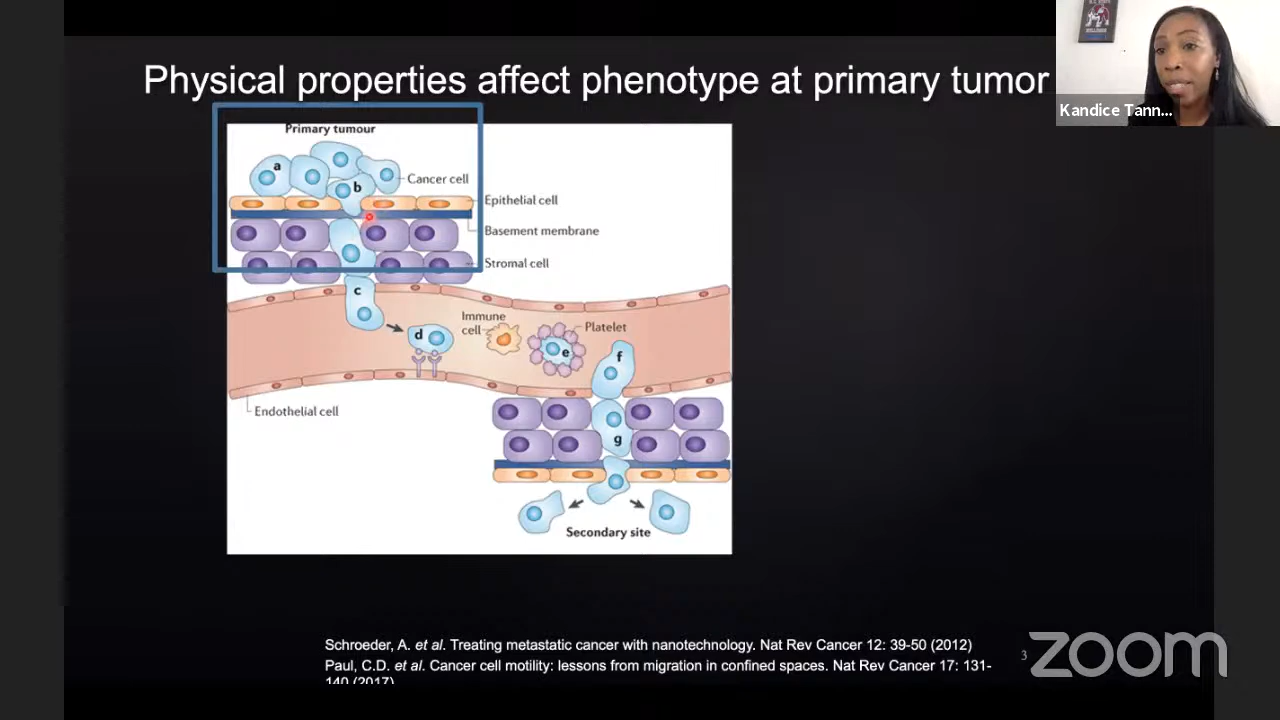 Physical properties affect phenotype at primary tumor
Kandice Tann...
Primary tumour
a
b
Cancer cell
Epithelial cell
Basement membrane
Stromal cell
c
d
Immune
cell
Platelet
e
f
Endothelial cell
g
Secondary site
Schroeder, A. et al. Treating metastatic cancer with nanotechnology. Nat Rev Cancer 12: 39-50 (2012)
Paul, C.D. et al. Cancer cell motility: lessons from migration in confined spaces. Nat Rev Cancer 17: 131-
140 (2017)
3
zoom